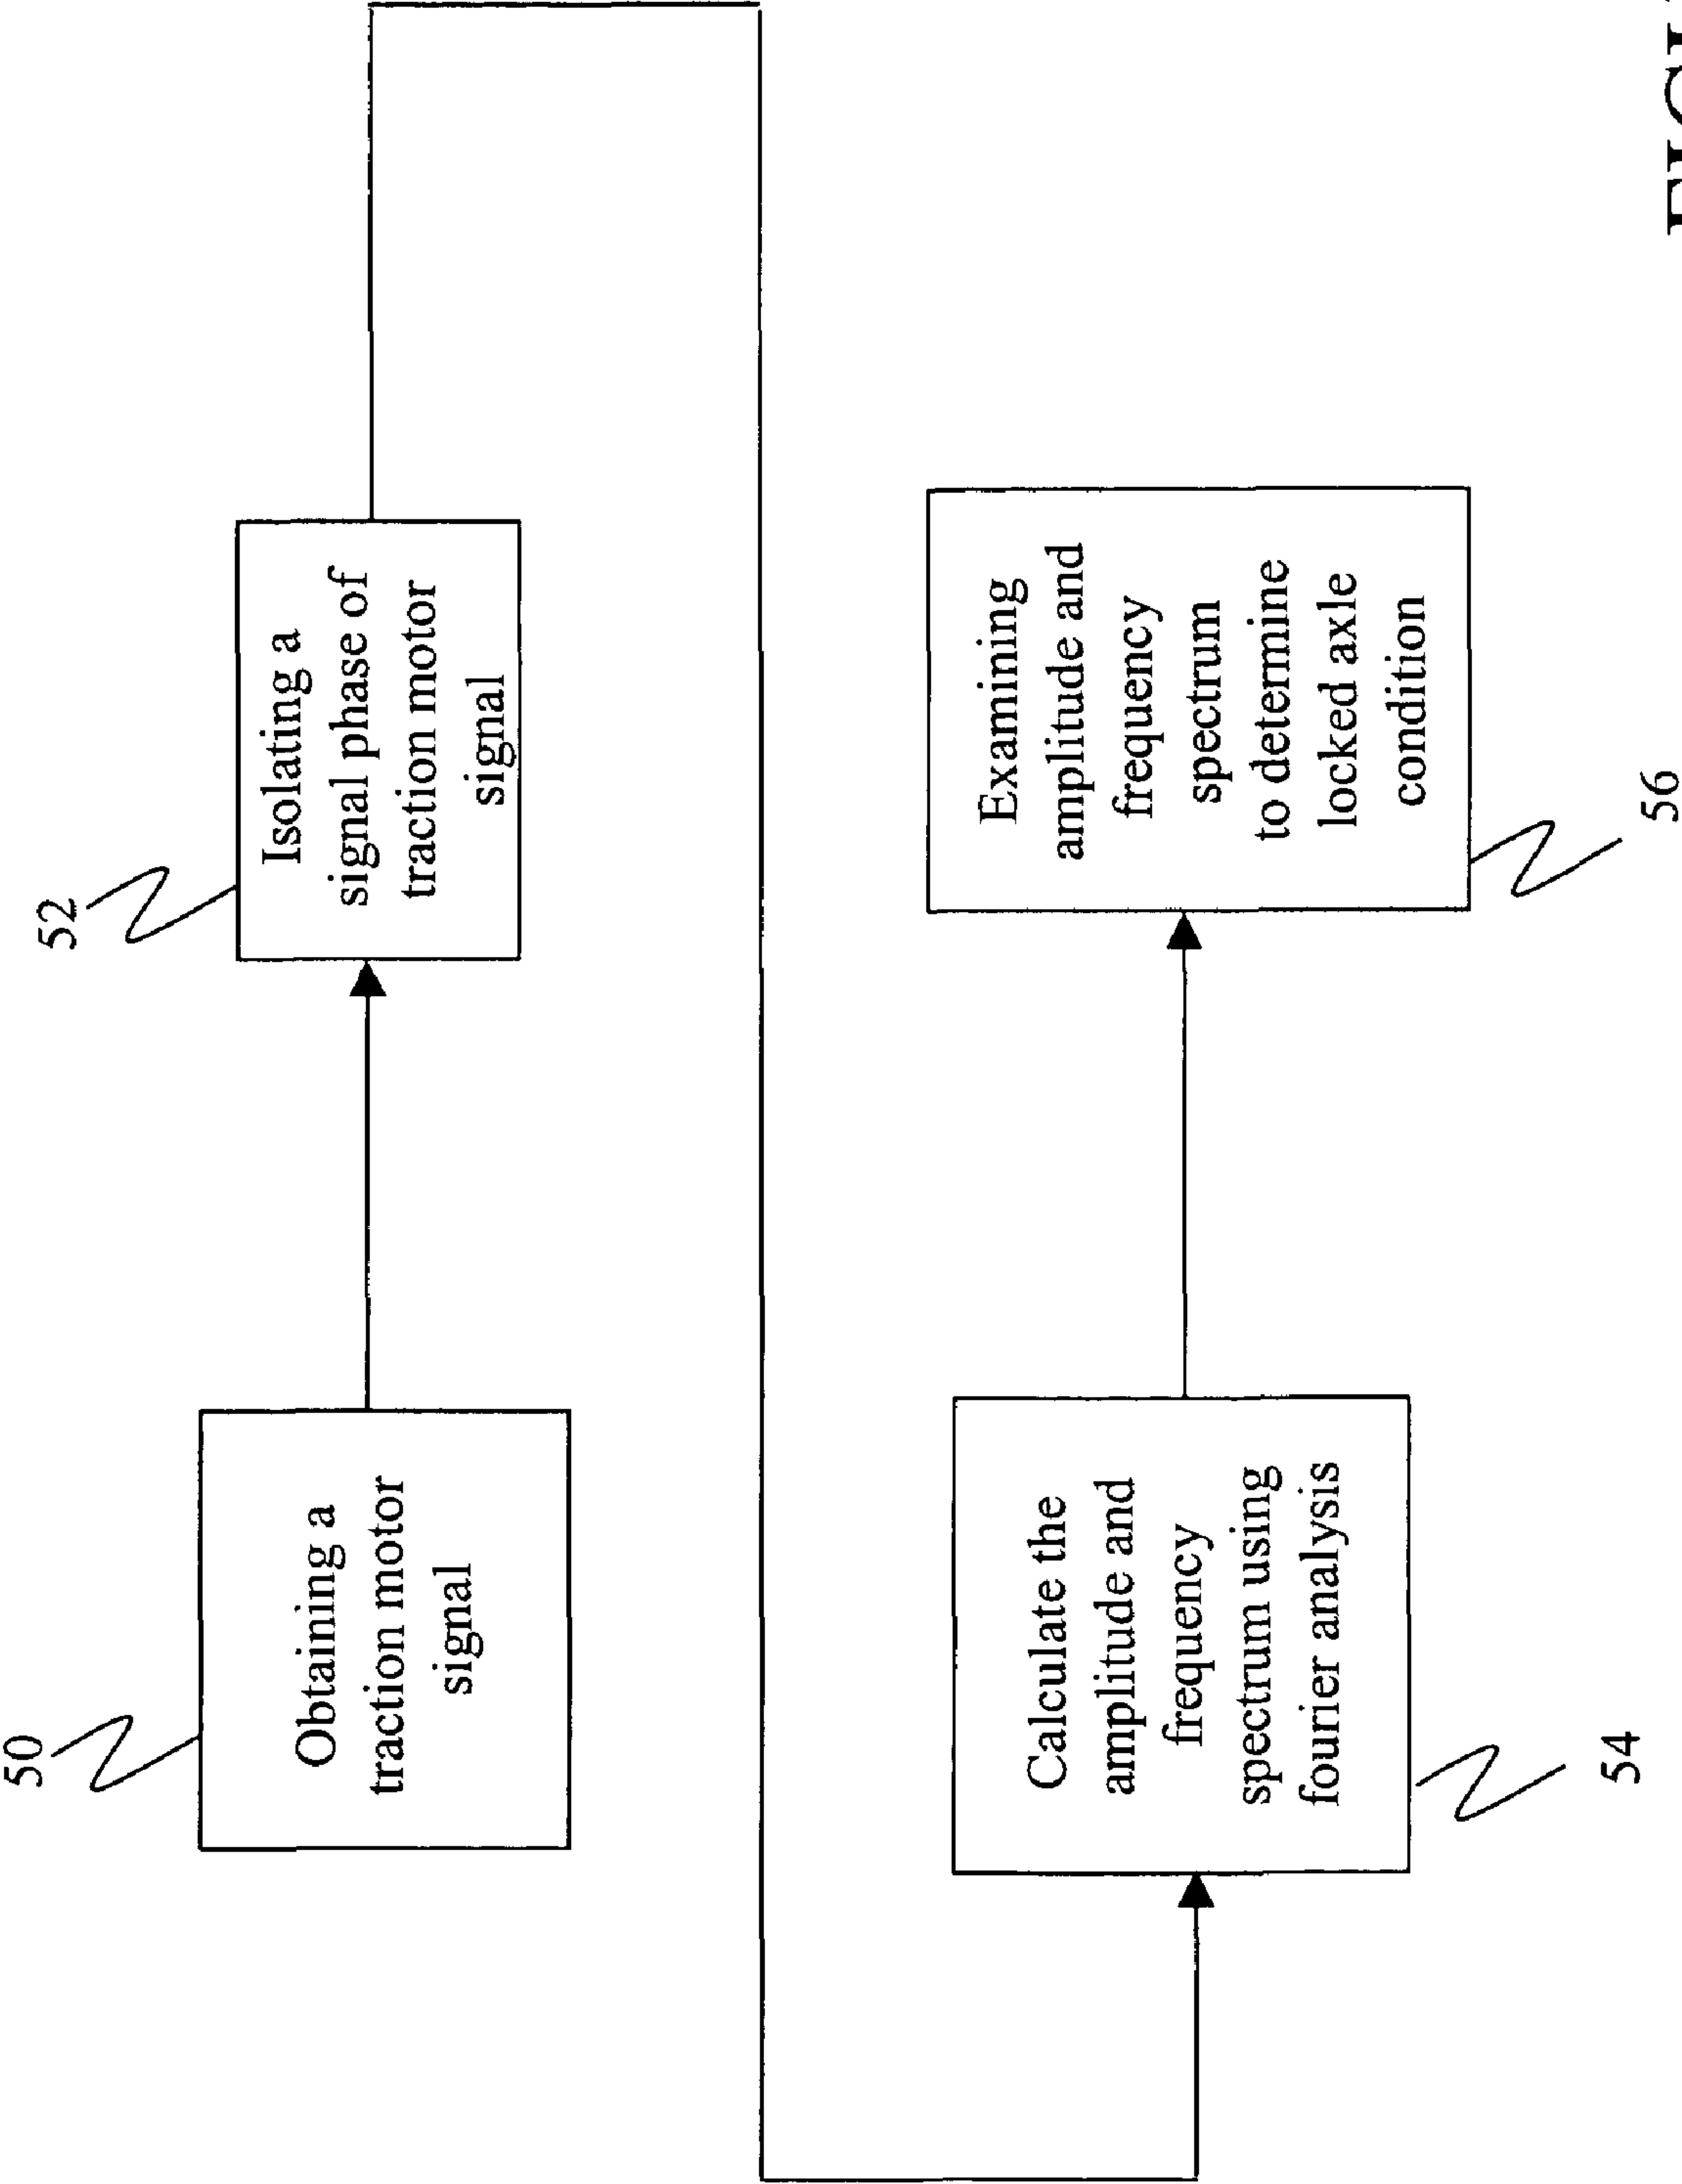 50
Obtaining a
traction motor
signal
52
Isolating a
signal phase of
traction motor
signal
Calculate the
amplitude and
frequency
spectrum using
fourier analysis
54
Examining
amplitude and
frequency
spectrum
to determine
locked axle
condition
56